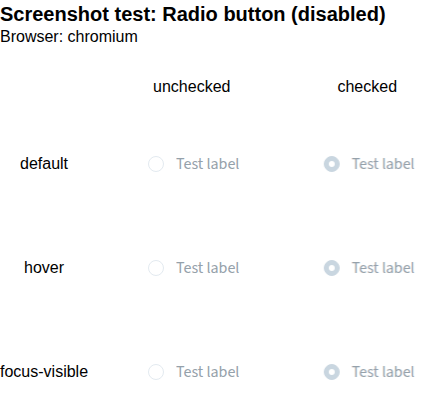 Screenshot test: Radio button (disabled)
Browser: chromium
unchecked checked
default Test label Test label
hover Test label Test label
focus-visible Test label Test label